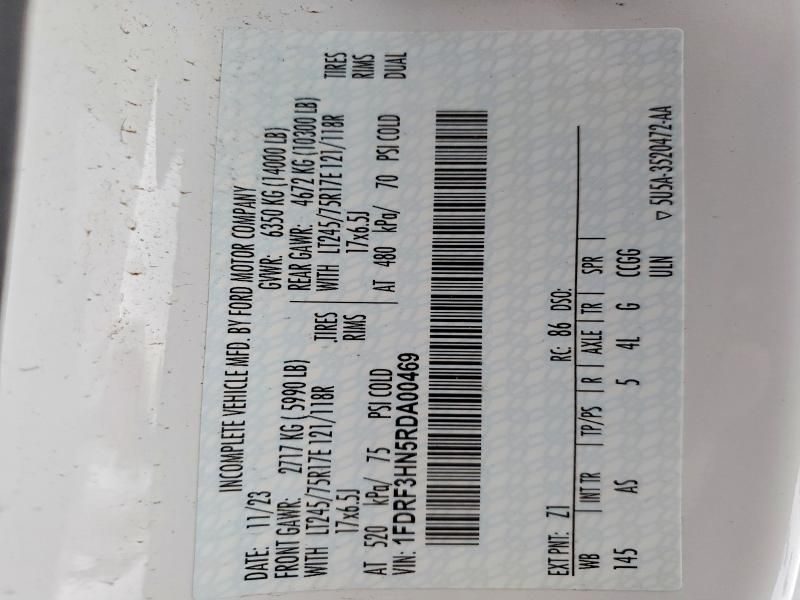 INCOMPLETE VEHICLE MFD. BY FORD MOTOR COMPANY
DATE: 11/23 GVWR: 6350 KG (14000 LB)
FRONT GAWR: 2717 KG ( 5990 LB) REAR GAWR: 4672 KG (10300 LB)
WITH LT245/75R17E 121/118R TIRES WITH LT245/75R17E 121/118R TIRES
17x6.5J RIMS 17x6.5J RIMS
AT 520 kPa/ 75 PSI COLD AT 480 kPa/ 70 PSI COLD DUAL
VIN: 1FDRF3HN5RDA00469
EXT PNT: Z1 RC: 86 DSO:
WB INT TR TP/PS R AXLE TR SPR
145 AS 5 4L G CCGG
ULN
▽ 5U5A-3520472-AA